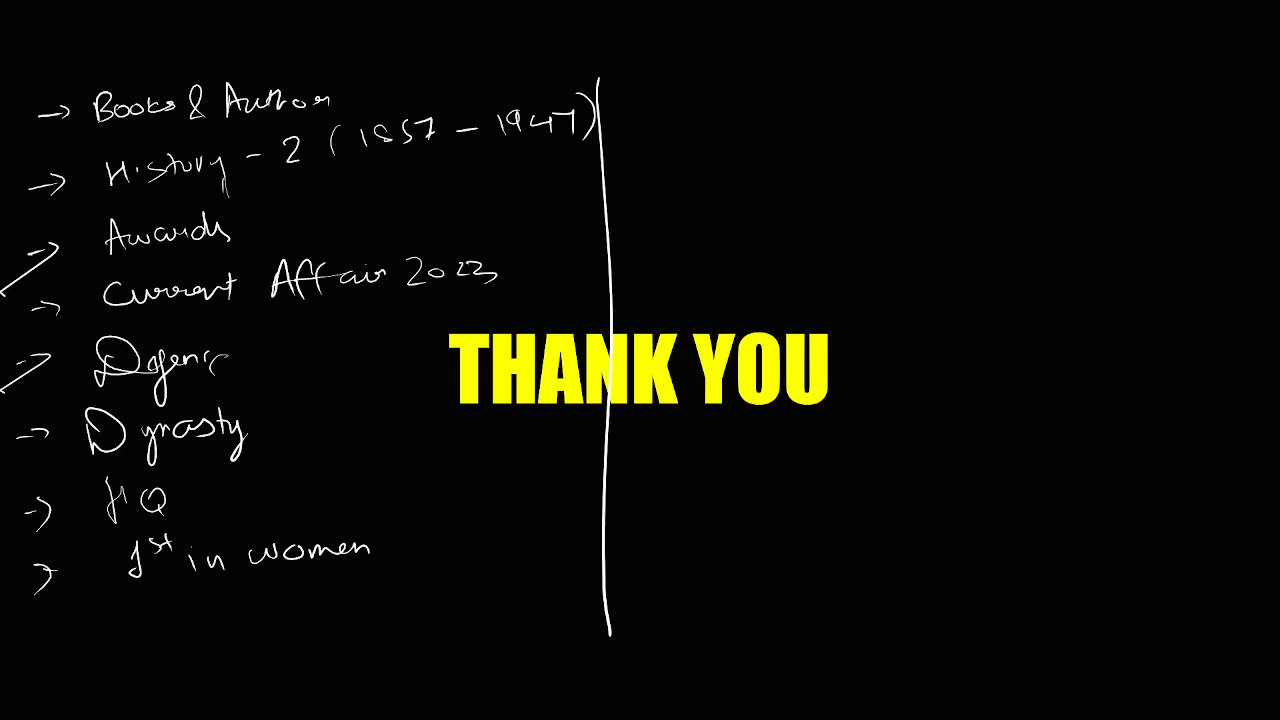 → Books & Author
→ History - 2 (1857 - 1947)
→ Awards
→ Current Affair 2023
→
→ Dynasty
→ HQ
→ 1st in women
THANK YOU